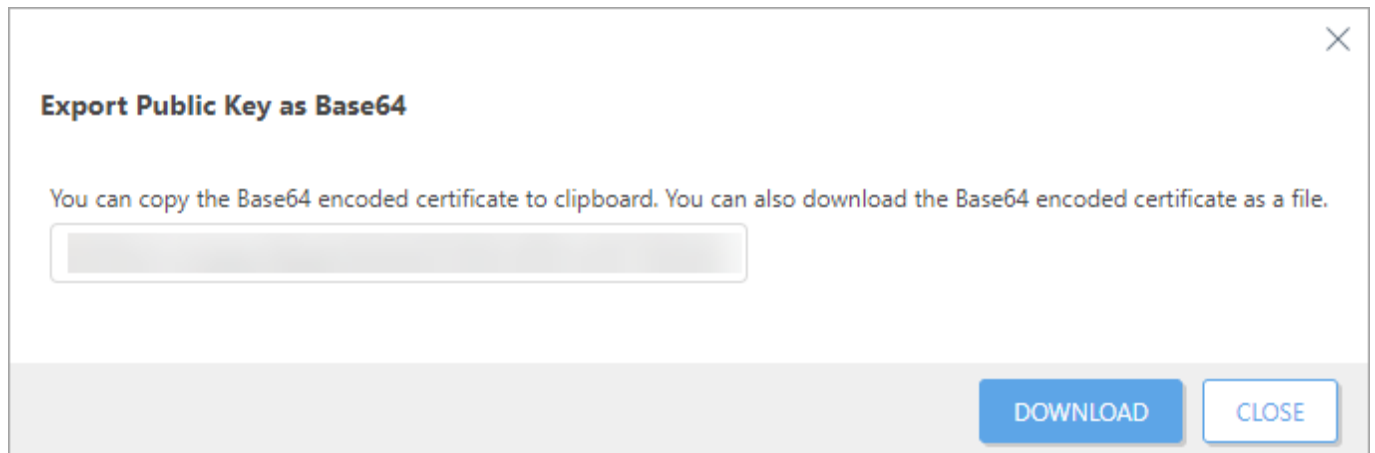 Export Public Key as Base64
You can copy the Base64 encoded certificate to clipboard. You can also download the Base64 encoded certificate as a file.
DOWNLOAD
CLOSE